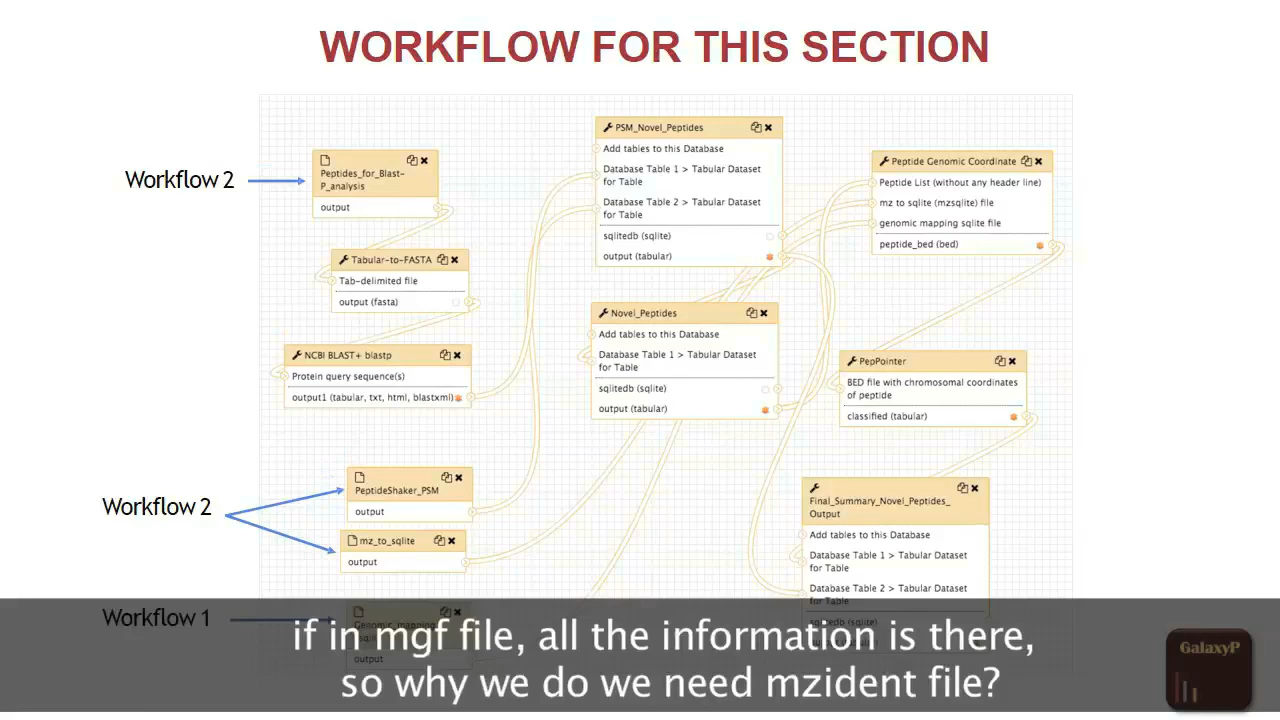 WORKFLOW FOR THIS SECTION
Workflow 2
Peptides_for_Blast-
P_analysis
output
Tabular-to-FASTA
Tab-delimited file
output (fasta)
NCBI BLAST+ blastp
Protein query sequence(s)
output1 (tabular, txt, html, blastxml)
Workflow 2
PeptideShaker_PSM
output
mz_to_sqlite
output
Workflow 1
Genomic_mapping
output
PSM_Novel_Peptides
Add tables to this Database
Database Table 1 > Tabular Dataset
for Table
Database Table 2 > Tabular Dataset
for Table
sqlitedb (sqlite)
output (tabular)
Novel_Peptides
Add tables to this Database
Database Table 1 > Tabular Dataset
for Table
sqlitedb (sqlite)
output (tabular)
Peptide Genomic Coordinate
Peptide List (without any header line)
mz to sqlite (mzsqlite) file
genomic mapping sqlite file
peptide_bed (bed)
PepPointer
BED file with chromosomal coordinates
of peptide
classified (tabular)
Final_Summary_Novel_Peptides_
Output
Add tables to this Database
Database Table 1 > Tabular Dataset
for Table
Database Table 2 > Tabular Dataset
for Table
sqlitedb (sqlite)
if in mgf file, all the information is there,
so why we do we need mzident file?
GalaxyP